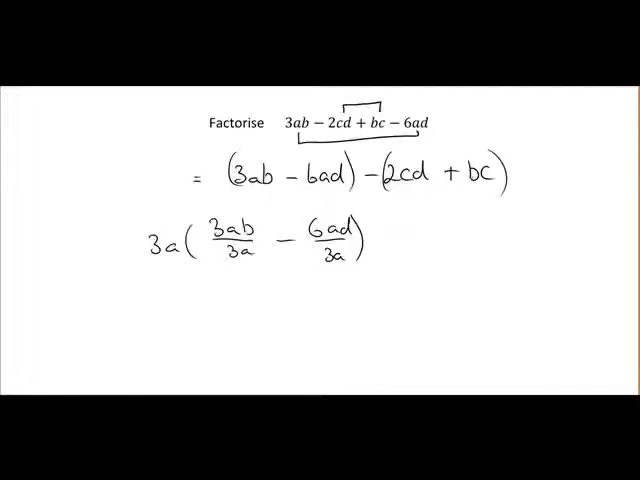 Factorise 3ab − 2cd + bc − 6ad
= (3ab − 6ad) − (2cd + bc)
3a( 3ab/3a − 6ad/3a )